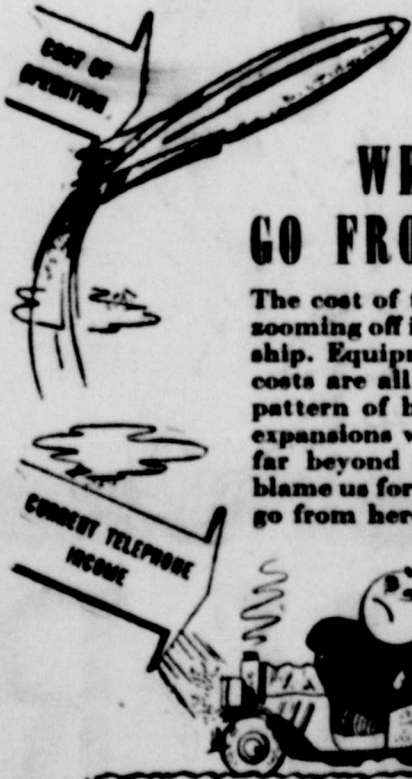 COST OF
OPERATION
WH
GO FRO
The cost of
zooming off i
ship. Equip
costs are all
pattern of b
expansions
far beyond
blame us for
go from her
CURRENT TELEPHONE
INCOME